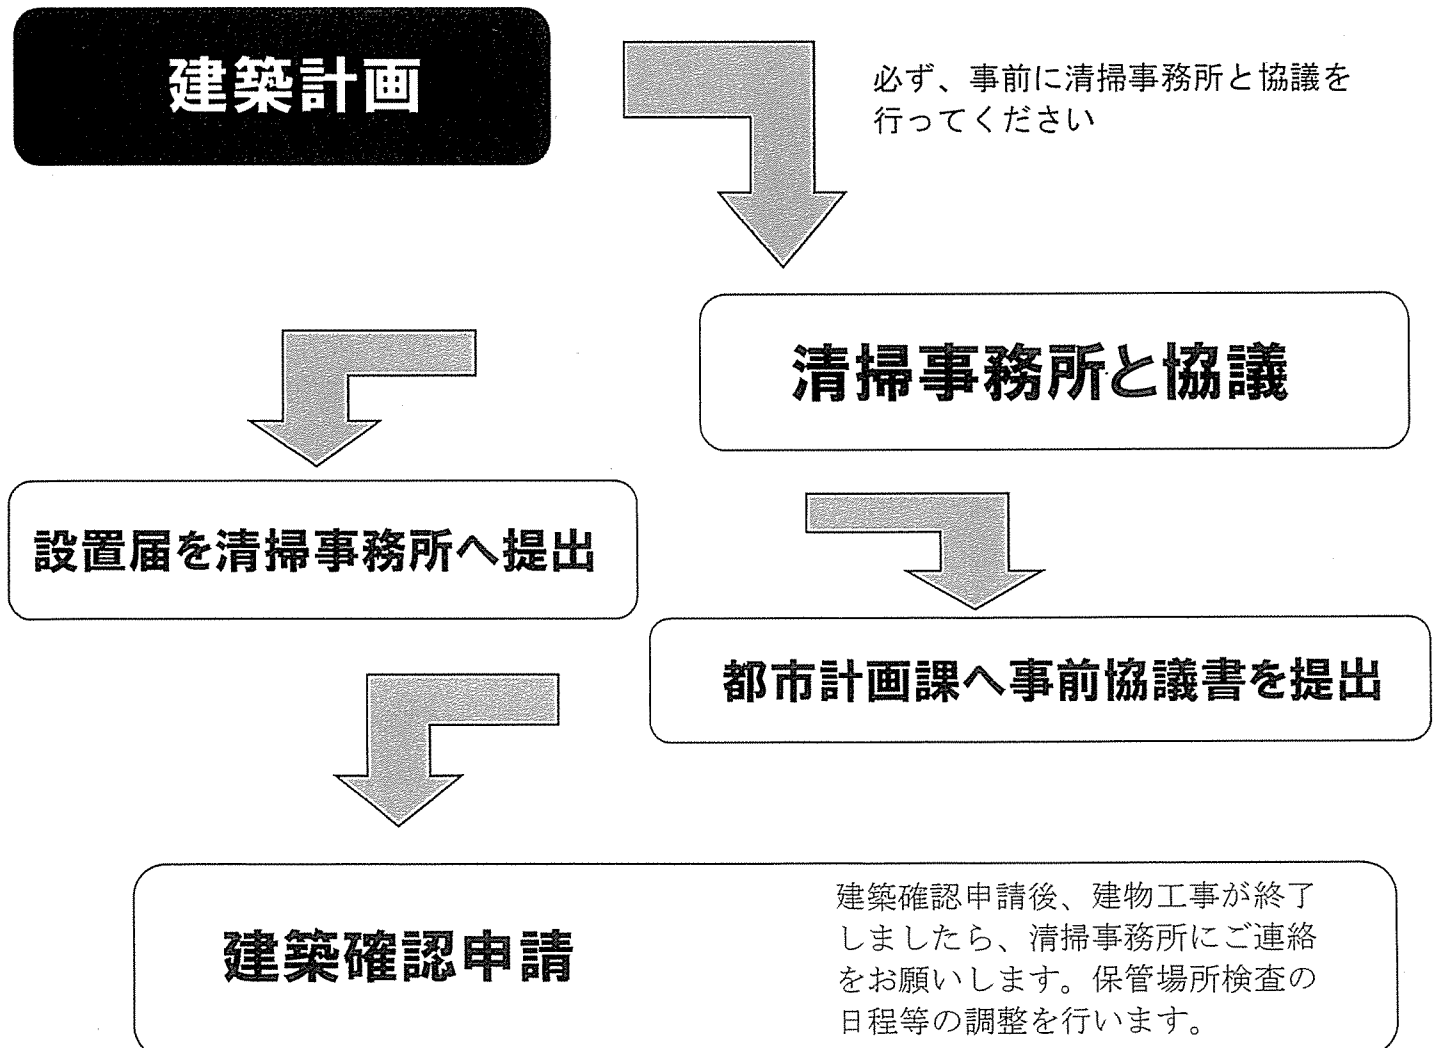 建築計画
必ず、事前に清掃事務所と協議を
行ってください
清掃事務所と協議
設置届を清掃事務所へ提出
都市計画課へ事前協議書を提出
建築確認申請
建築確認申請後、建物工事が終了
しましたら、清掃事務所にご連絡
をお願いします。保管場所検査の
日程等の調整を行います。